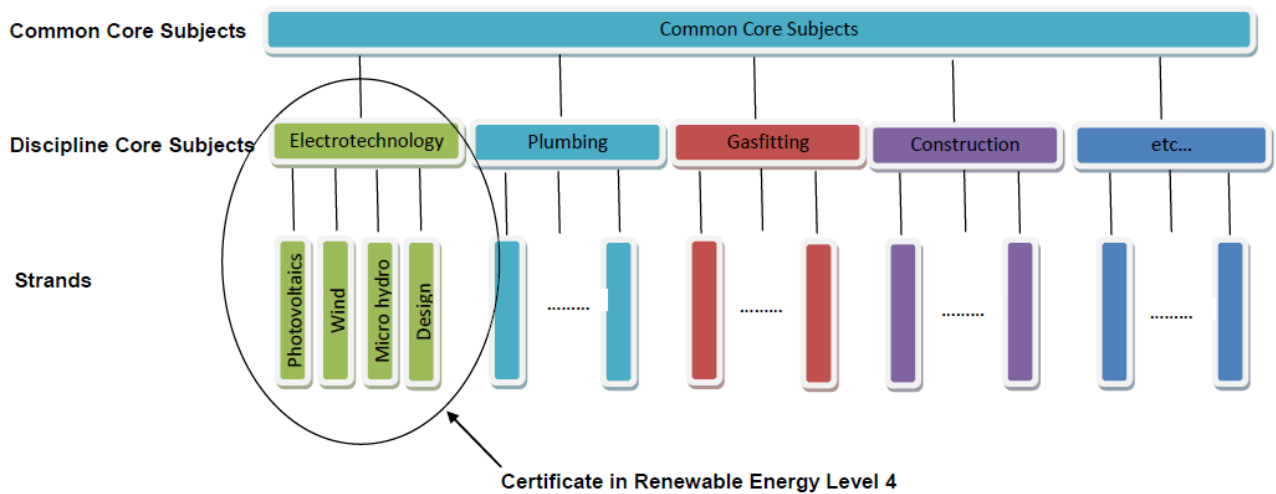 Common Core Subjects
Common Core Subjects
Discipline Core Subjects
Electrotechnology
Plumbing
Gasfitting
Construction
etc...
Strands
Photovoltaics
Wind
Micro hydro
Design
.........
.........
.........
.........
Certificate in Renewable Energy Level 4